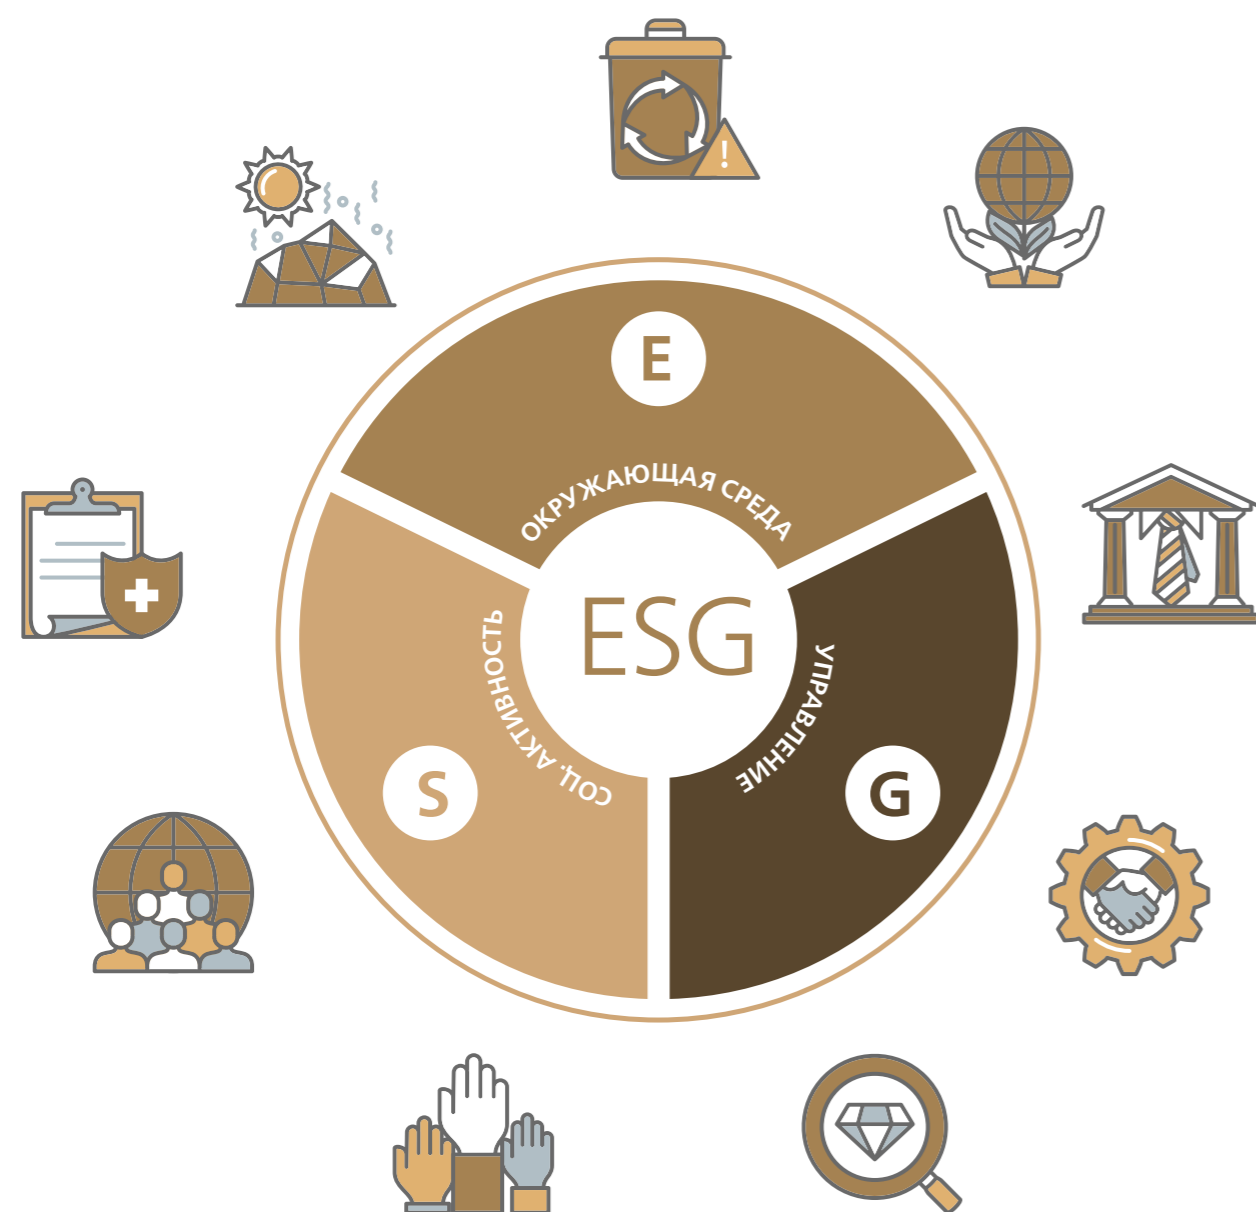 E
ОКРУЖАЮЩАЯ СРЕДА
ESG
S
СОЦ. АКТИВНОСТЬ
G
УПРАВЛЕНИЕ
!